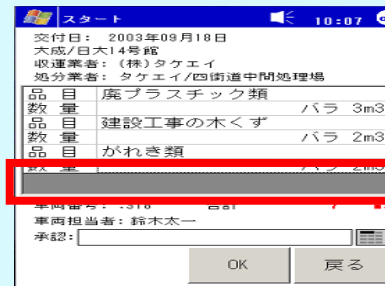 スタート 10:07
交付日： 2003年09月18日
大成/日大14号館
収運業者：(株)タケエイ
処分業者： タケエイ/四街道中間処理場
品 目 廃プラスチック類
数 量 バラ 3m3
品 目 建設工事の木くず
数 量 バラ 2m3
品 目 がれき類
数 量 バラ 2m3
車両担当者：鈴木太一
承認：
OK 戻る